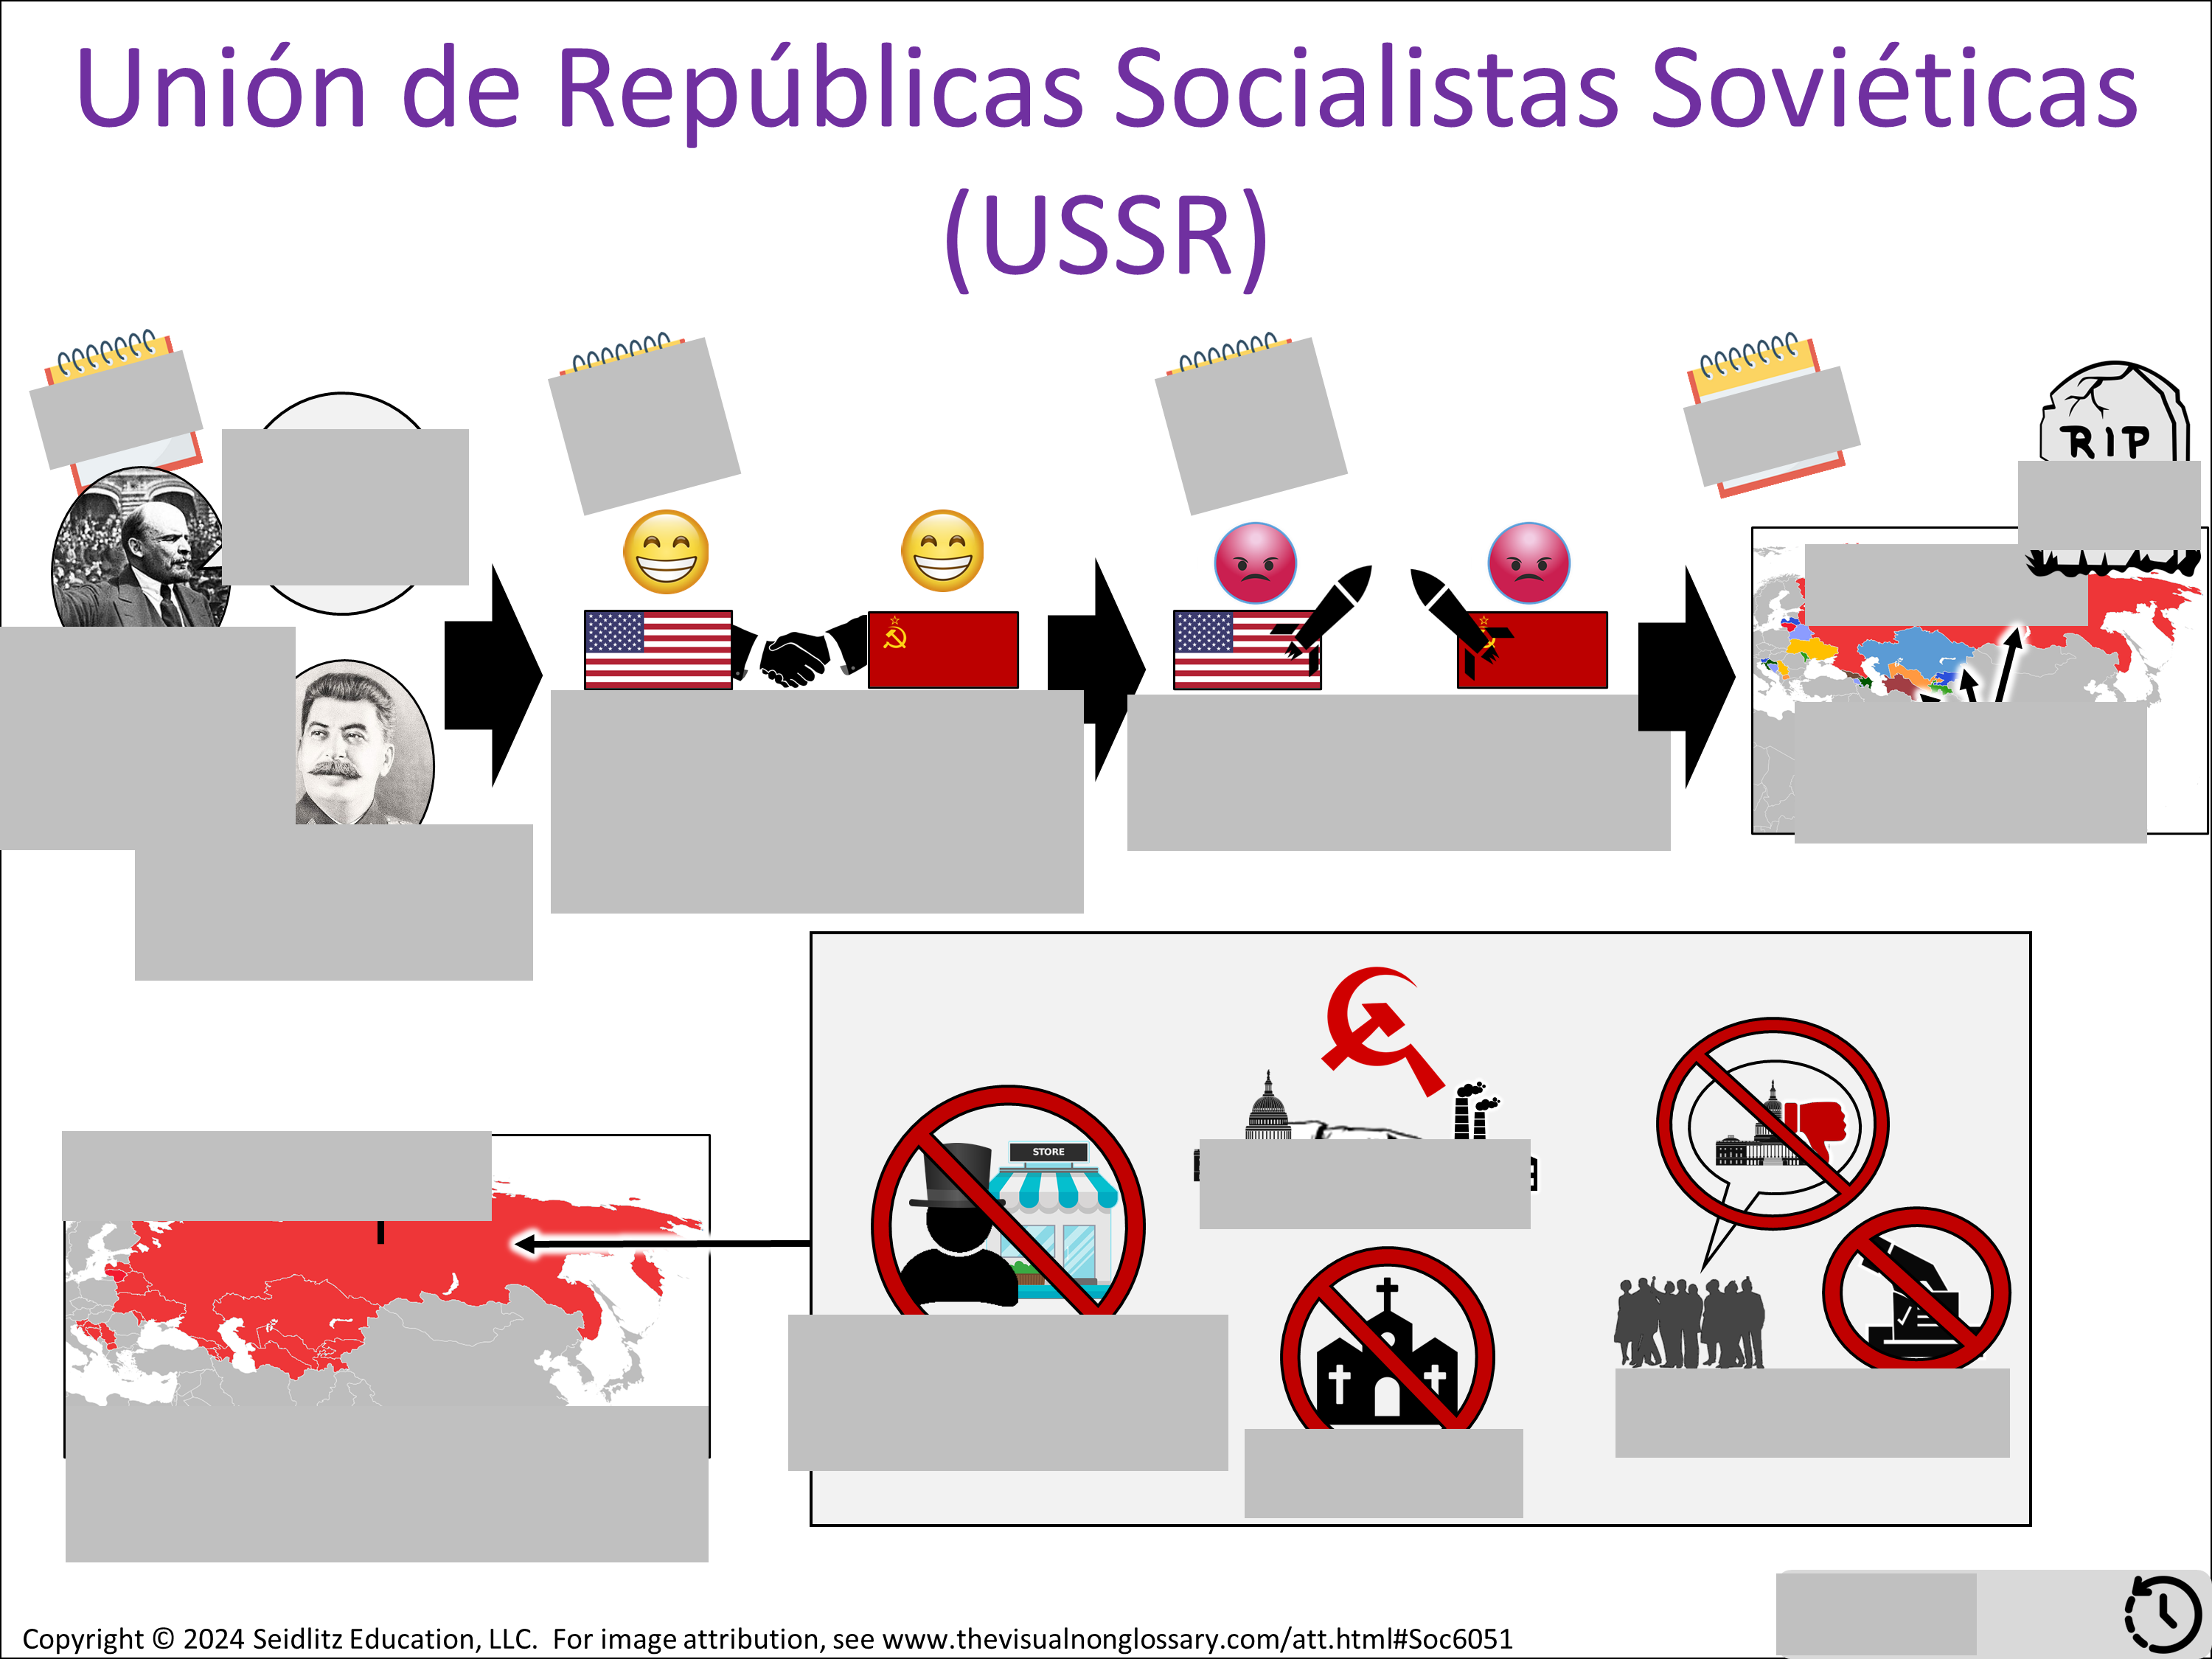 Unión de Repúblicas Socialistas Soviéticas
(USSR)
RIP
STORE
Copyright © 2024 Seidlitz Education, LLC. For image attribution, see www.thevisualnonglossary.com/att.html#Soc6051